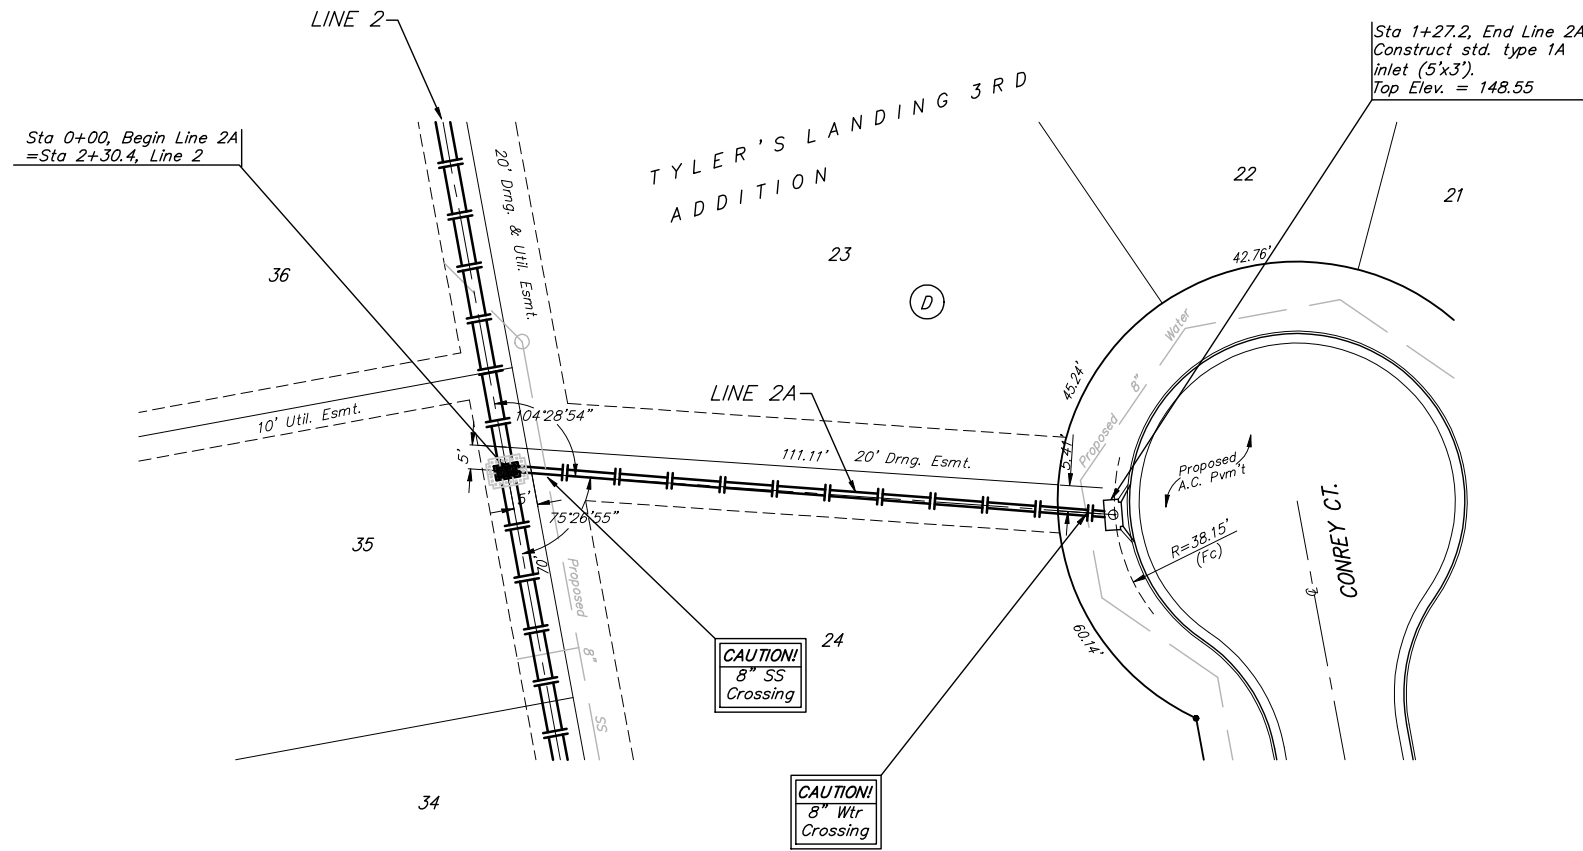 LINE 2
Sta 1+27.2, End Line 2A
Construct std. type 1A
inlet (5'x3').
Top Elev. = 148.55
Sta 0+00, Begin Line 2A
=Sta 2+30.4, Line 2
TYLER'S LANDING 3RD
ADDITION
20' Drng. & Util. Esmt.
22
21
23
36
42.76'
D
Water
8"
Proposed
45.24'
LINE 2A
10' Util. Esmt.
104°28'54"
5'
111.11'
20' Drng. Esmt.
5.41'
Proposed
A.C. Pvm't
5'
75°26'55"
10'
35
R=38.15'
(Fc)
CONREY CT.
Proposed
8"
SS
24
60.14'
CAUTION!
8" SS
Crossing
34
CAUTION!
8" Wtr
Crossing